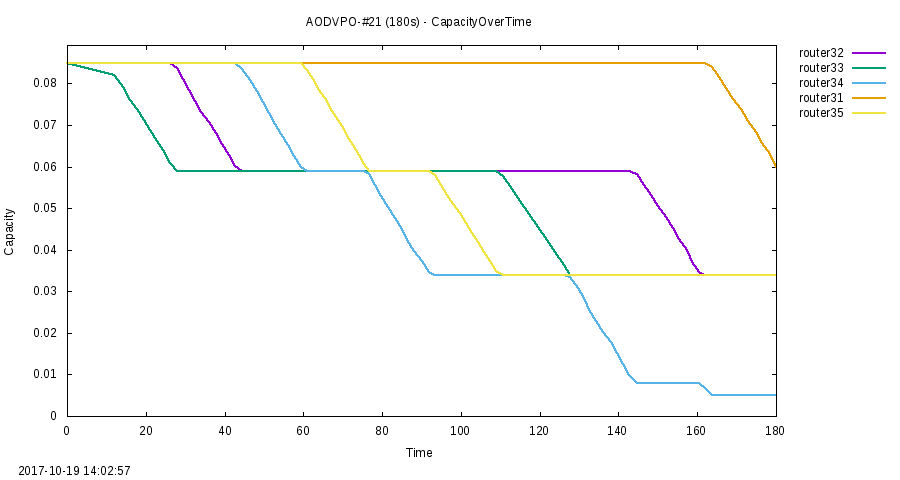 AODVPO-#21 (180s) - CapacityOverTime
router32
router33
router34
router31
router35
0.08
0.07
0.06
0.05
0.04
0.03
0.02
0.01
0
Capacity
0 20 40 60 80 100 120 140 160 180
Time
2017-10-19 14:02:57